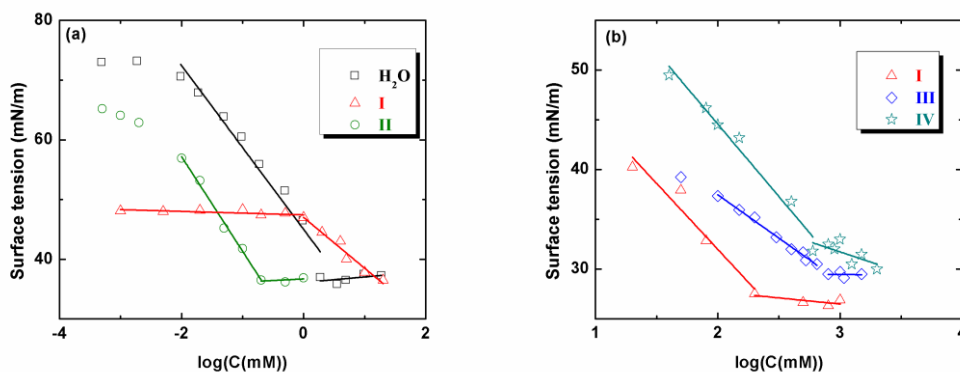 (a)
H₂O
I
II
80
60
40
-4
-2
0
2
log(C(mM))
Surface tension (mN/m)
(b)
I
III
IV
50
40
30
1
2
3
4
log(C(mM))
Surface tension (mN/m)